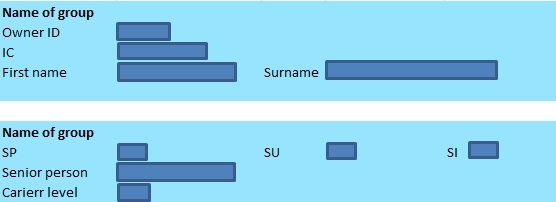 Name of group
Owner ID
IC
First name Surname
Name of group
SP SU SI
Senior person
Carierr level